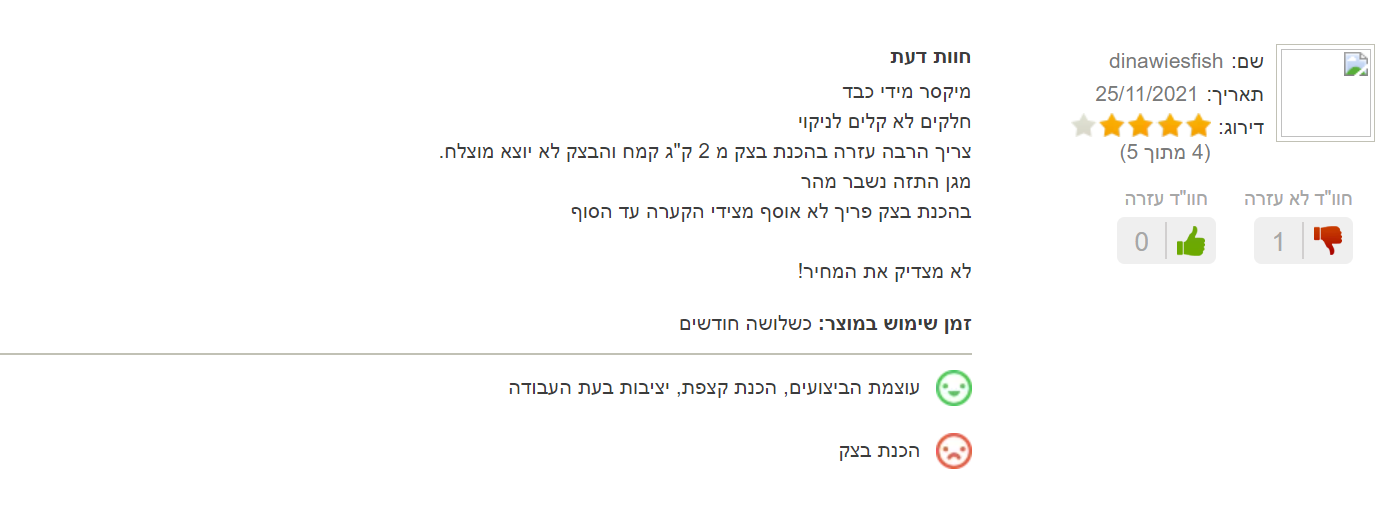 שם: dinawiesfish
תאריך: 25/11/2021
דירוג:
(4 מתוך 5)
חוו"ד לא עזרה
1
חוו"ד עזרה
0
חוות דעת
מיקסר מידי כבד
חלקים לא קלים לניקוי
צריך הרבה עזרה בהכנת בצק מ 2 ק"ג קמח והבצק לא יוצא מוצלח.
מגן התזה נשבר מהר
בהכנת בצק פריך לא אוסף מצידי הקערה עד הסוף
לא מצדיק את המחיר!
זמן שימוש במוצר: כשלושה חודשים
עוצמת הביצועים, הכנת קצפת, יציבות בעת העבודה
הכנת בצק